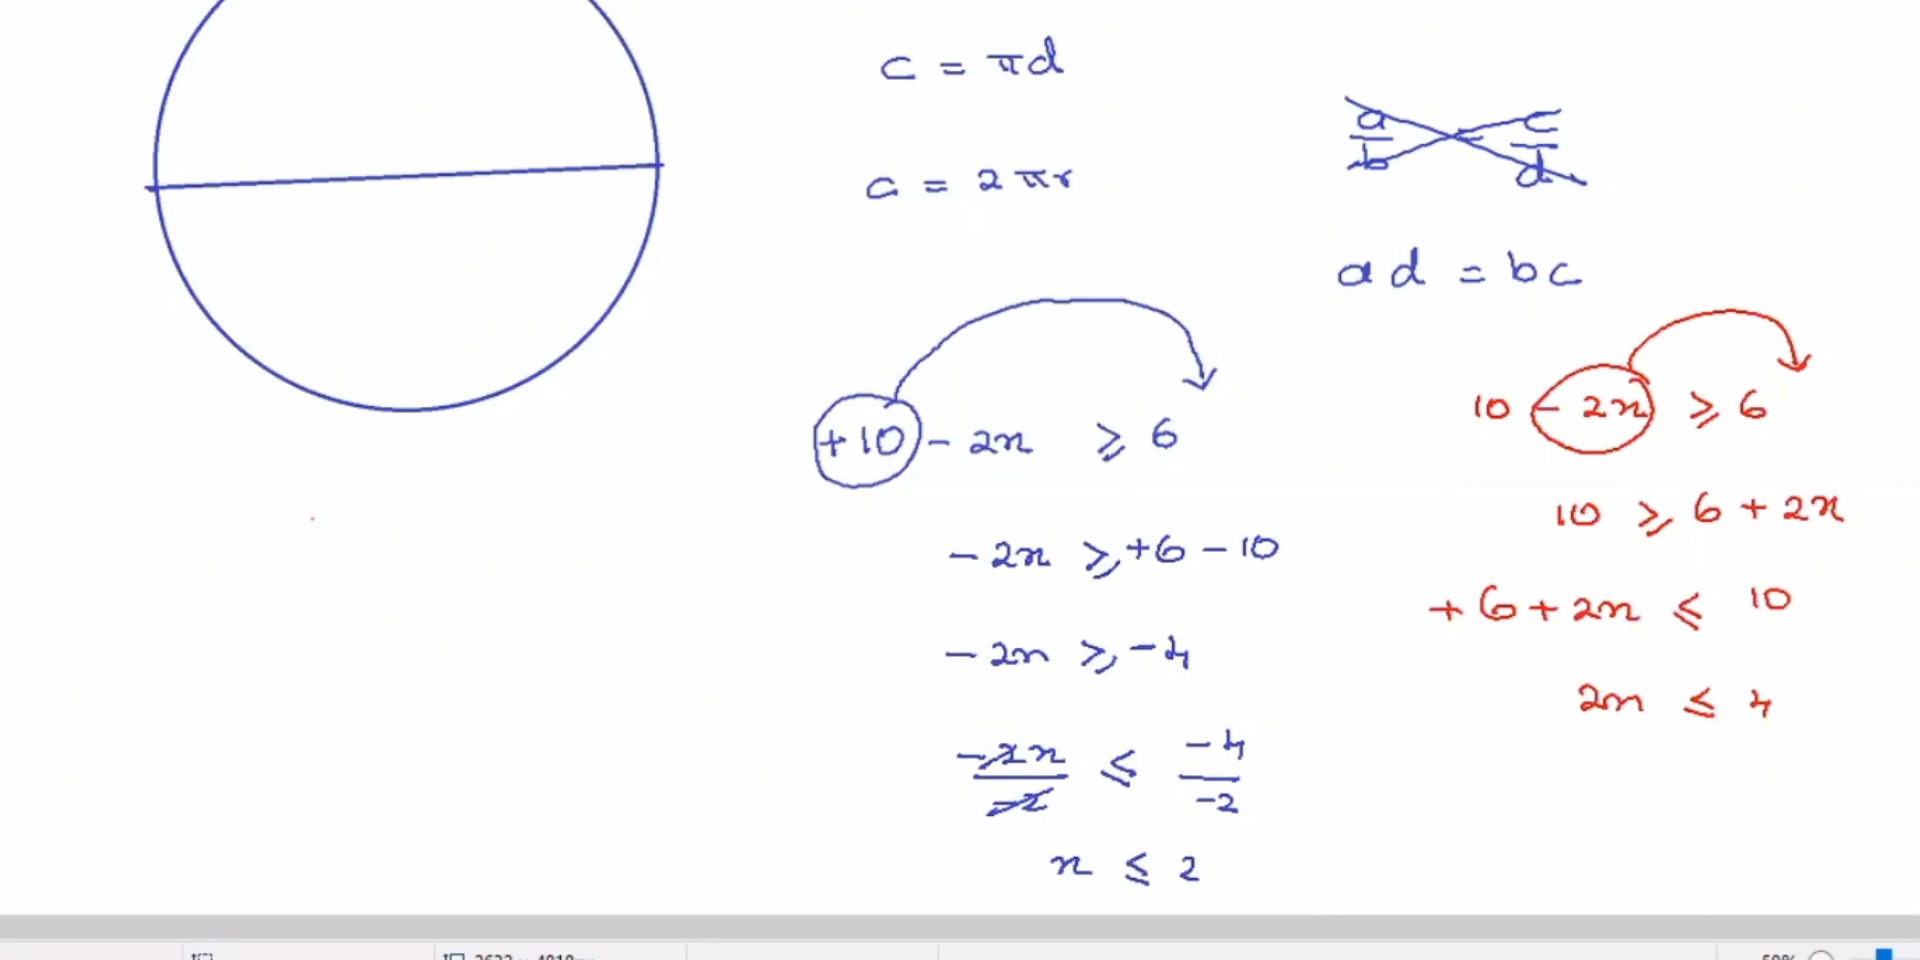 c = πd
c = 2πr
a/b = c/d
ad = bc
+10 - 2x ≥ 6
- 2x ≥ +6 - 10
- 2x ≥ -4
-2x/-2 ≤ -4/-2
x ≤ 2
10 - 2x ≥ 6
10 ≥ 6 + 2x
+ 6 + 2x ≤ 10
2x ≤ 4